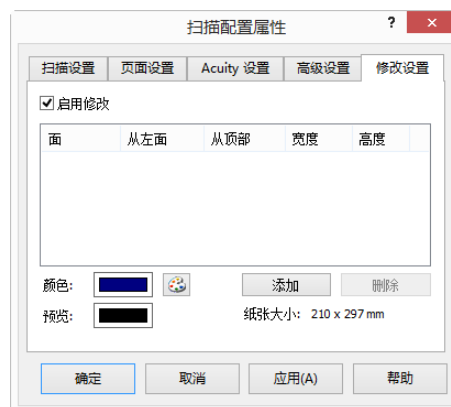 扫描配置属性
?
×
扫描设置 页面设置 Acuity 设置 高级设置 修改设置
启用修改
面 从左面 从顶部 宽度 高度
颜色: 添加 删除
预览: 纸张大小: 210 x 297 mm
确定 取消 应用(A) 帮助